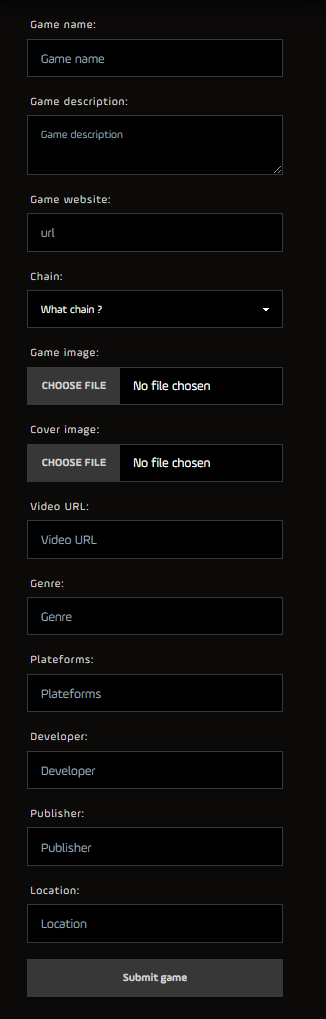 Game name:
Game name
Game description:
Game description
Game website:
url
Chain:
What chain ?
Game image:
CHOOSE FILE No file chosen
Cover image:
CHOOSE FILE No file chosen
Video URL:
Video URL
Genre:
Genre
Plateforms:
Plateforms
Developer:
Developer
Publisher:
Publisher
Location:
Location
Submit game